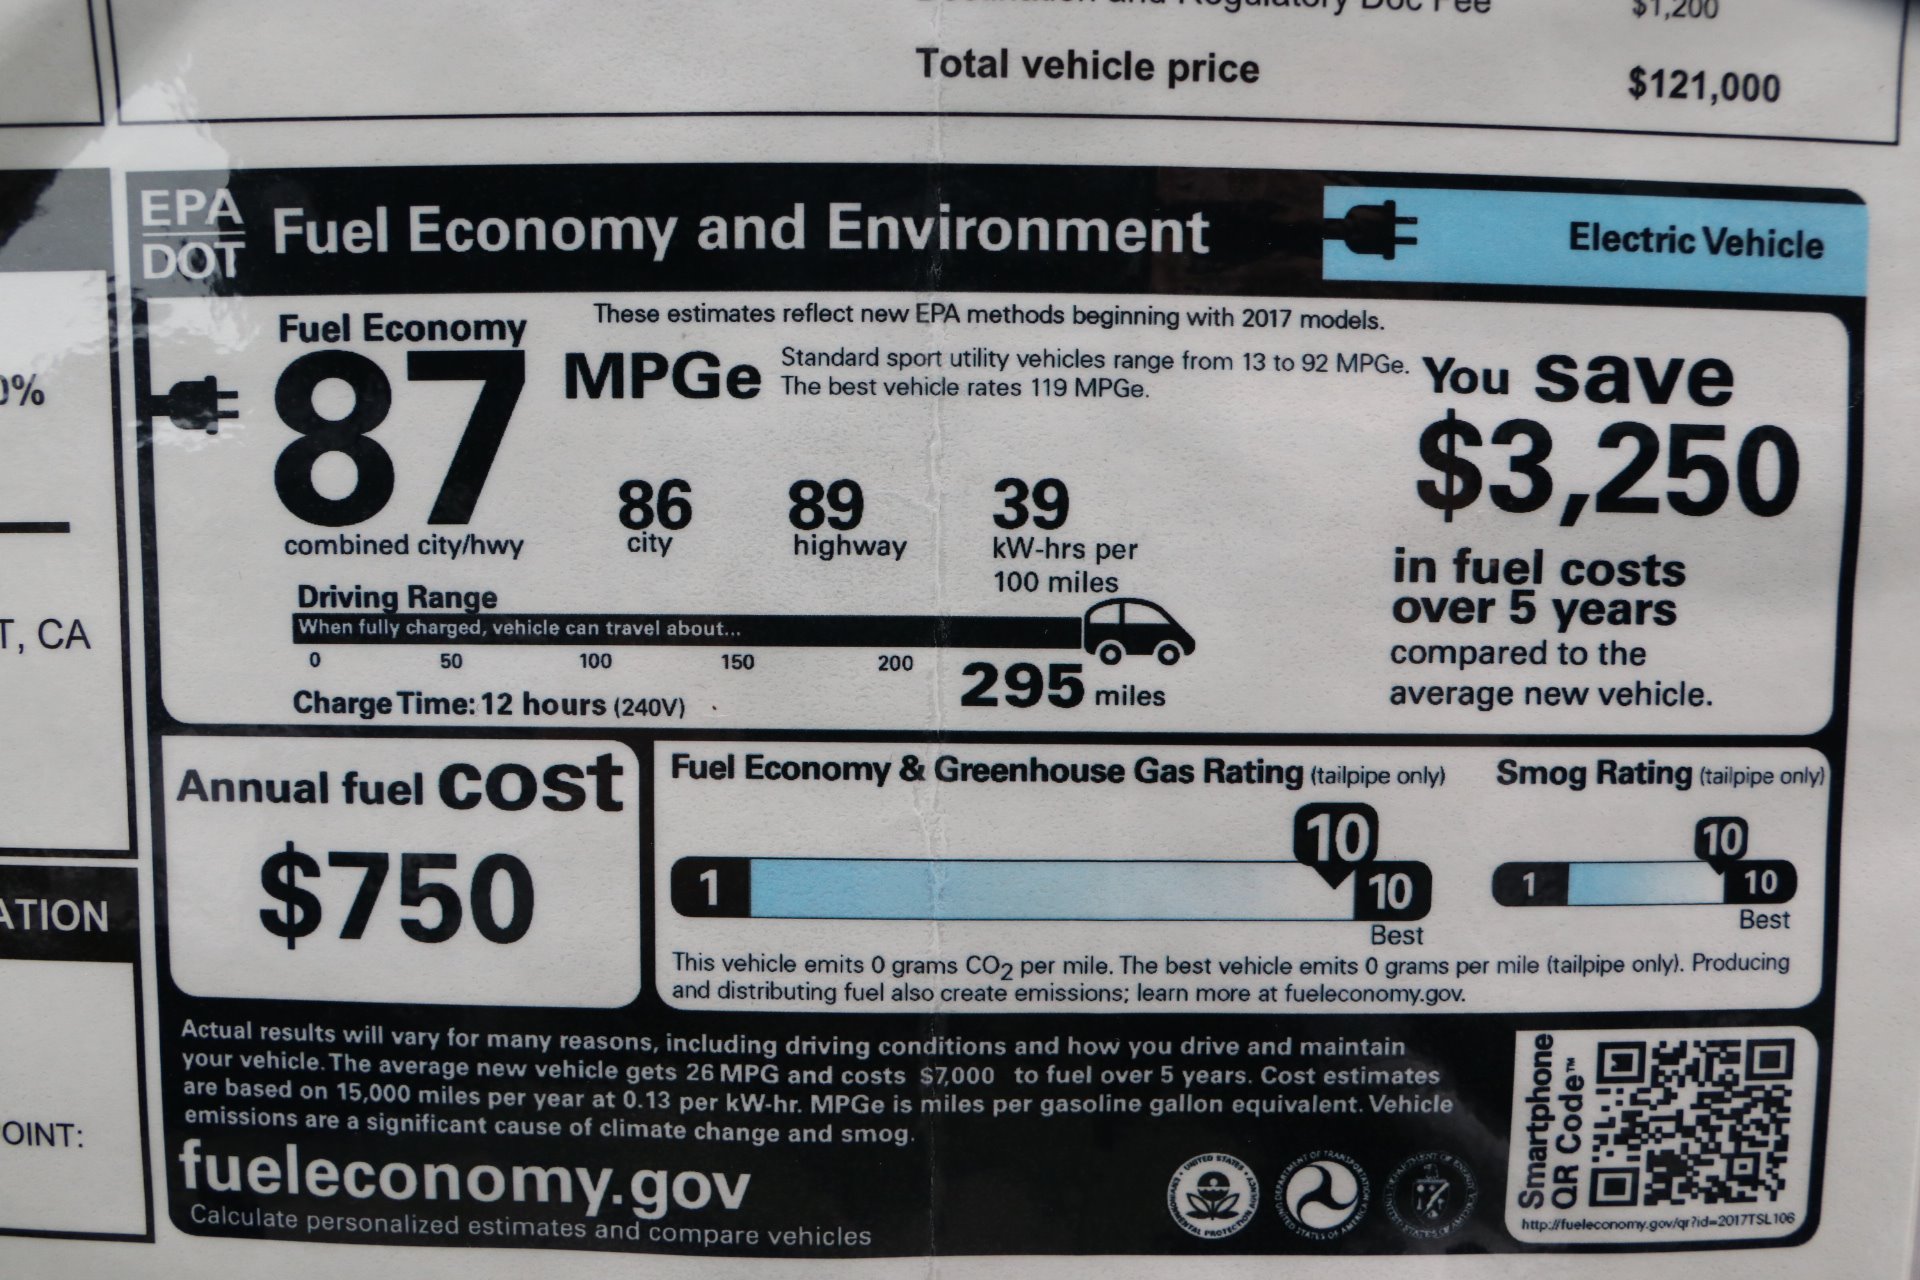 Destination and Regulatory Doc Fee $1,200
Total vehicle price $121,000
EPA
DOT
Fuel Economy and Environment
Electric Vehicle
Fuel Economy
These estimates reflect new EPA methods beginning with 2017 models.
87
MPGe
Standard sport utility vehicles range from 13 to 92 MPGe.
The best vehicle rates 119 MPGe.
combined city/hwy
86
city
89
highway
39
kW-hrs per
100 miles
You save
$3,250
in fuel costs
over 5 years
compared to the
average new vehicle.
Driving Range
When fully charged, vehicle can travel about...
0 50 100 150 200
295 miles
Charge Time: 12 hours (240V)
Annual fuel cost
$750
Fuel Economy & Greenhouse Gas Rating (tailpipe only)
10
1 10
Best
Smog Rating (tailpipe only)
10
1 10
Best
This vehicle emits 0 grams CO2 per mile. The best vehicle emits 0 grams per mile (tailpipe only). Producing
and distributing fuel also create emissions; learn more at fueleconomy.gov.
Actual results will vary for many reasons, including driving conditions and how you drive and maintain
your vehicle. The average new vehicle gets 26 MPG and costs $7,000 to fuel over 5 years. Cost estimates
are based on 15,000 miles per year at 0.13 per kW-hr. MPGe is miles per gasoline gallon equivalent. Vehicle
emissions are a significant cause of climate change and smog.
fueleconomy.gov
Calculate personalized estimates and compare vehicles
Smartphone
QR Code™
http://fueleconomy.gov/qr?id=2017TSL106
0%
T, CA
ATION
OINT: